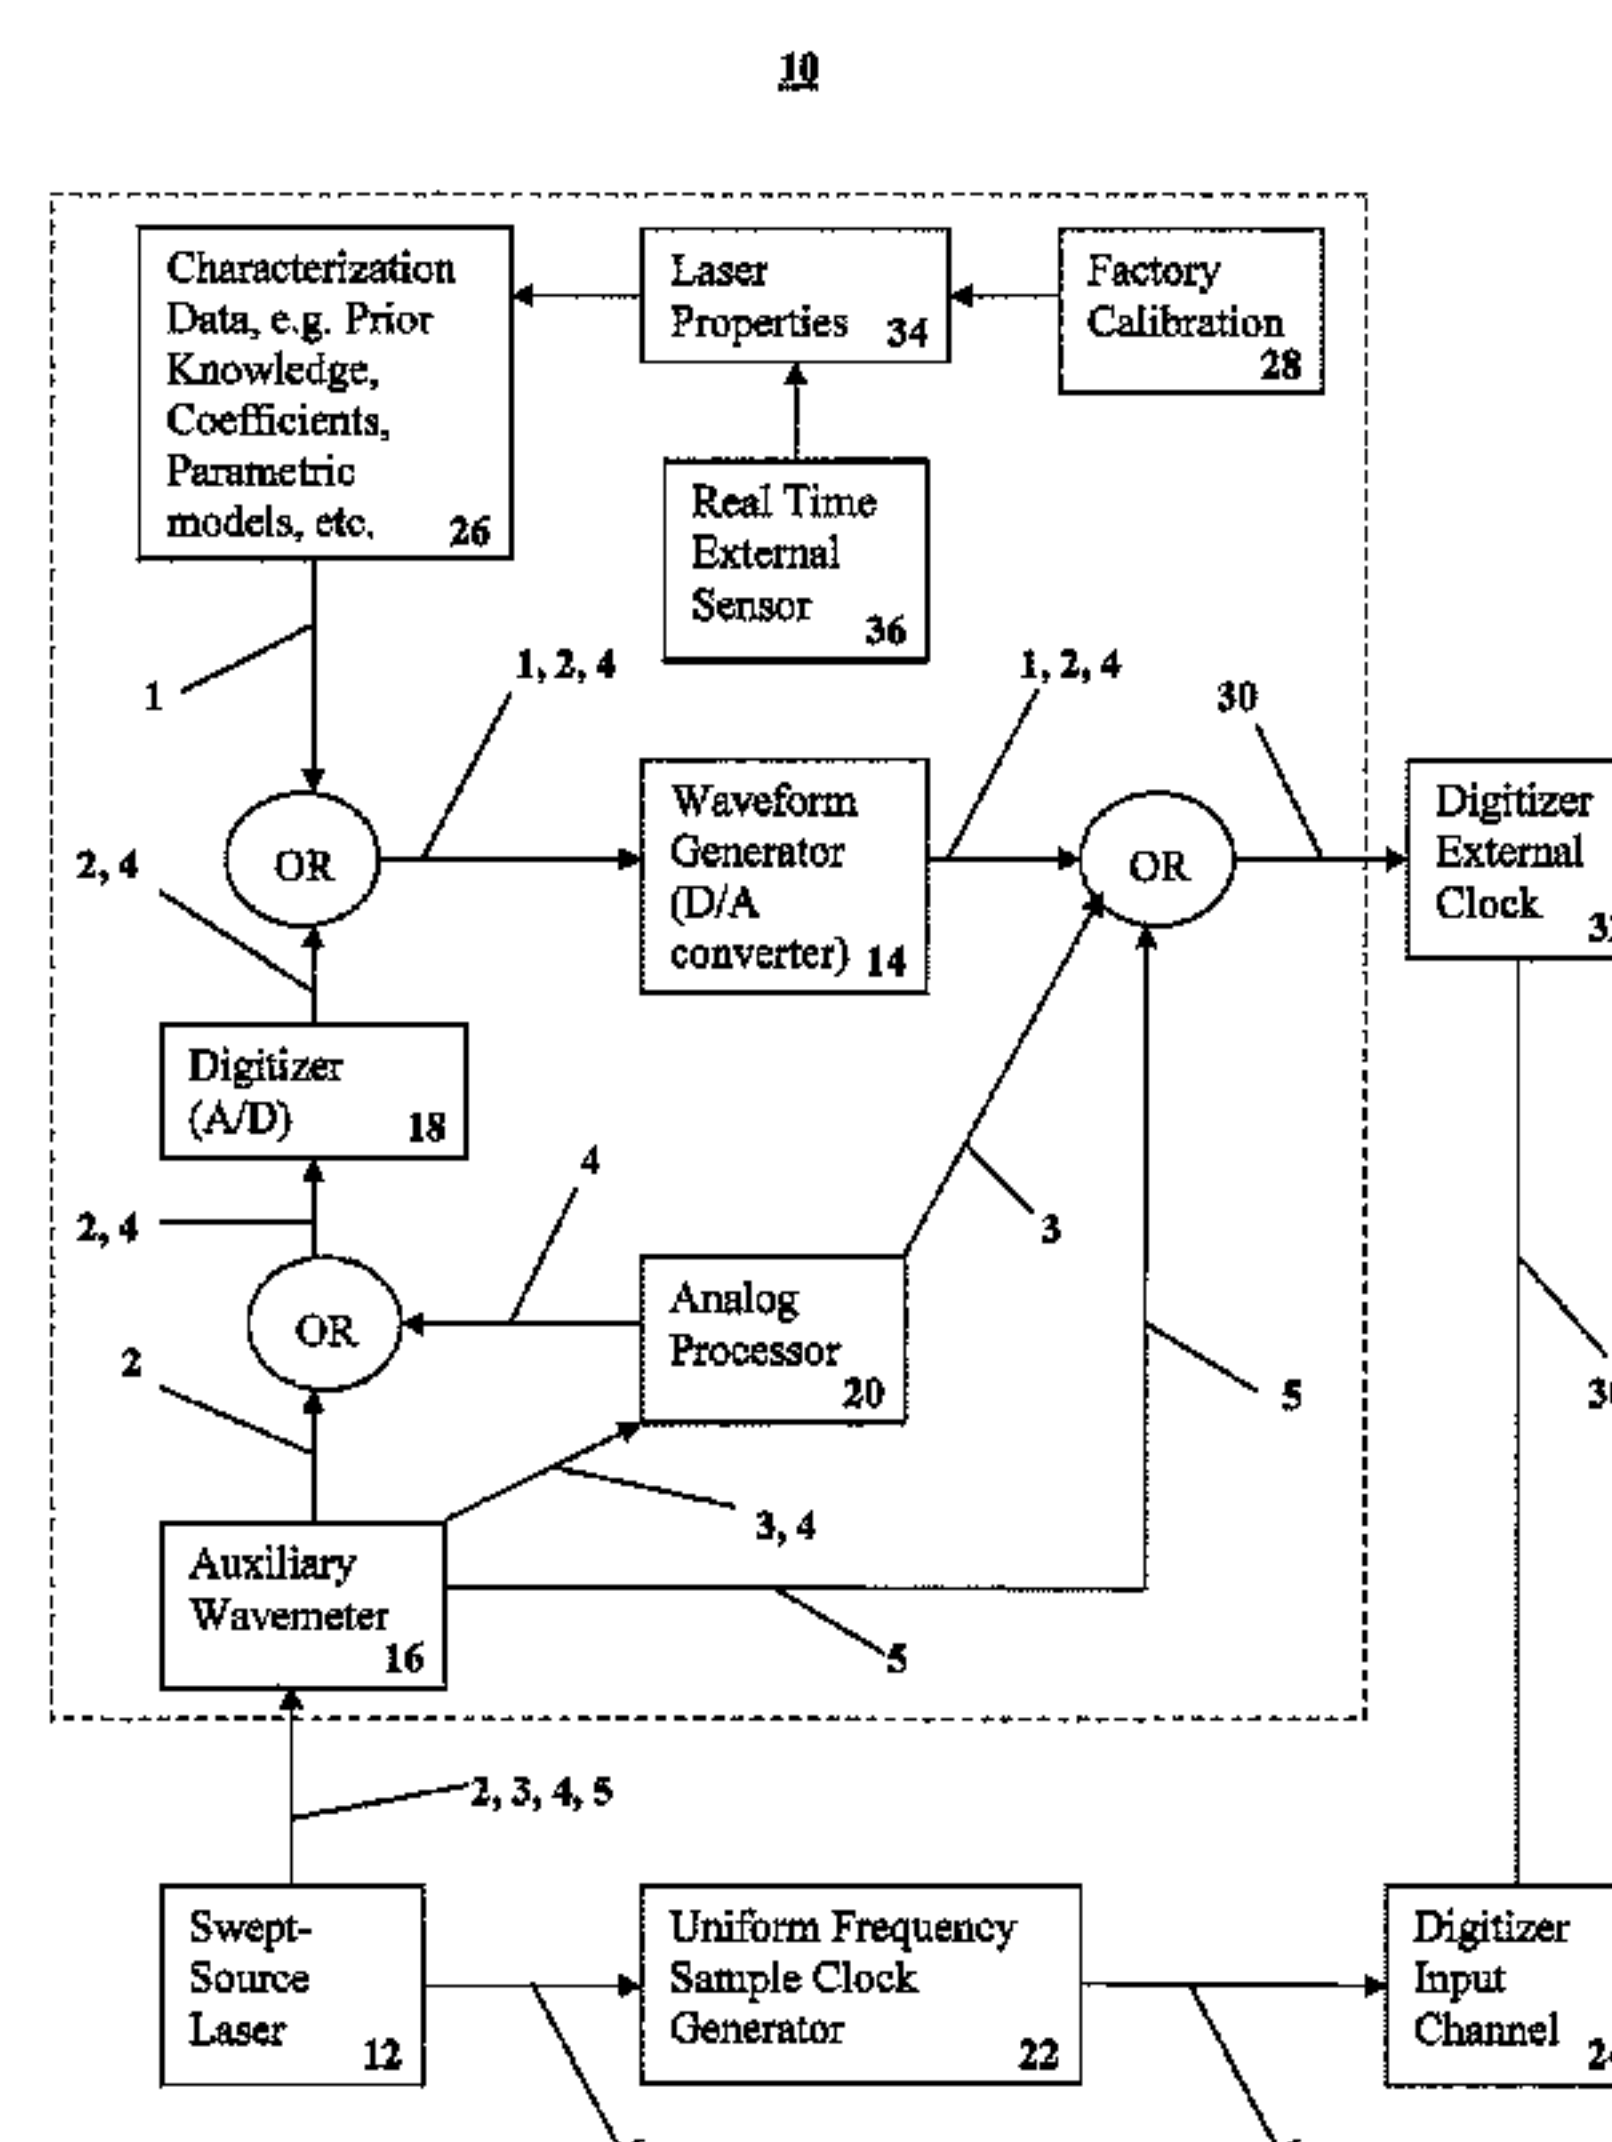 10
Characterization
Data, e.g. Prior
Knowledge,
Coefficients,
Parametric
models, etc.
26
Laser
Properties
34
Factory
Calibration
28
Real Time
External
Sensor
36
1
1, 2, 4
1, 2, 4
30
OR
2, 4
Waveform
Generator
(D/A
converter)
14
OR
Digitizer
External
Clock
Digitizer
(A/D)
18
4
3
2, 4
OR
Analog
Processor
20
2
5
3, 4
Auxiliary
Wavemeter
16
5
2, 3, 4, 5
Swept-
Source
Laser
12
Uniform Frequency
Sample Clock
Generator
22
Digitizer
Input
Channel